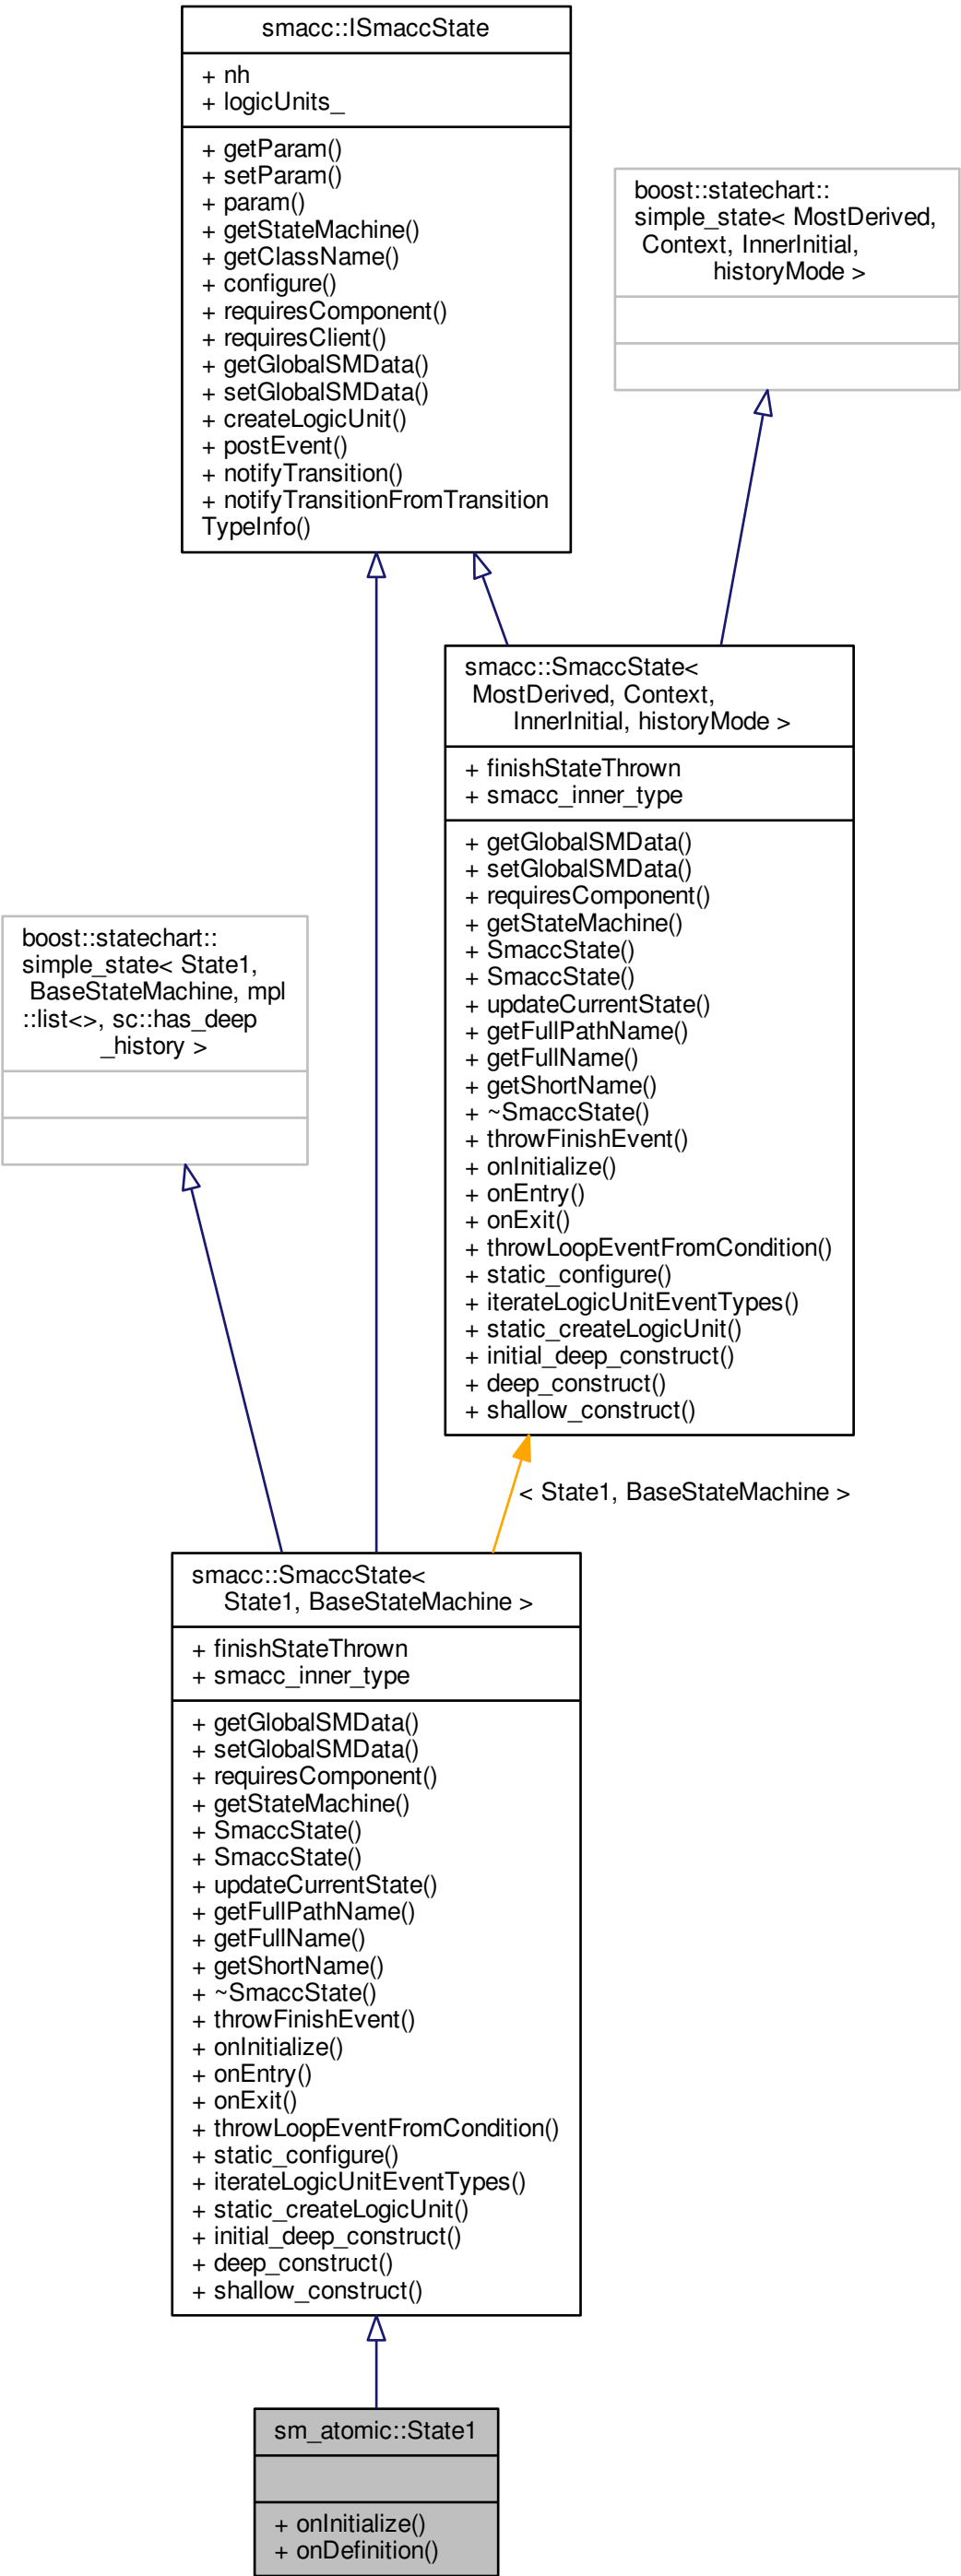 smacc::ISmaccState
+ nh
+ logicUnits_
+ getParam()
+ setParam()
+ param()
+ getStateMachine()
+ getClassName()
+ configure()
+ requiresComponent()
+ requiresClient()
+ getGlobalSMData()
+ setGlobalSMData()
+ createLogicUnit()
+ postEvent()
+ notifyTransition()
+ notifyTransitionFromTransition
TypeInfo()
boost::statechart::
simple_state< MostDerived,
Context, InnerInitial,
historyMode >
smacc::SmaccState<
MostDerived, Context,
InnerInitial, historyMode >
+ finishStateThrown
+ smacc_inner_type
+ getGlobalSMData()
+ setGlobalSMData()
+ requiresComponent()
+ getStateMachine()
+ SmaccState()
+ SmaccState()
+ updateCurrentState()
+ getFullPathName()
+ getFullName()
+ getShortName()
+ ~SmaccState()
+ throwFinishEvent()
+ onInitialize()
+ onEntry()
+ onExit()
+ throwLoopEventFromCondition()
+ static_configure()
+ iterateLogicUnitEventTypes()
+ static_createLogicUnit()
+ initial_deep_construct()
+ deep_construct()
+ shallow_construct()
boost::statechart::
simple_state< State1,
BaseStateMachine, mpl
::list<>, sc::has_deep
_history >
< State1, BaseStateMachine >
smacc::SmaccState<
State1, BaseStateMachine >
+ finishStateThrown
+ smacc_inner_type
+ getGlobalSMData()
+ setGlobalSMData()
+ requiresComponent()
+ getStateMachine()
+ SmaccState()
+ SmaccState()
+ updateCurrentState()
+ getFullPathName()
+ getFullName()
+ getShortName()
+ ~SmaccState()
+ throwFinishEvent()
+ onInitialize()
+ onEntry()
+ onExit()
+ throwLoopEventFromCondition()
+ static_configure()
+ iterateLogicUnitEventTypes()
+ static_createLogicUnit()
+ initial_deep_construct()
+ deep_construct()
+ shallow_construct()
sm_atomic::State1
+ onInitialize()
+ onDefinition()